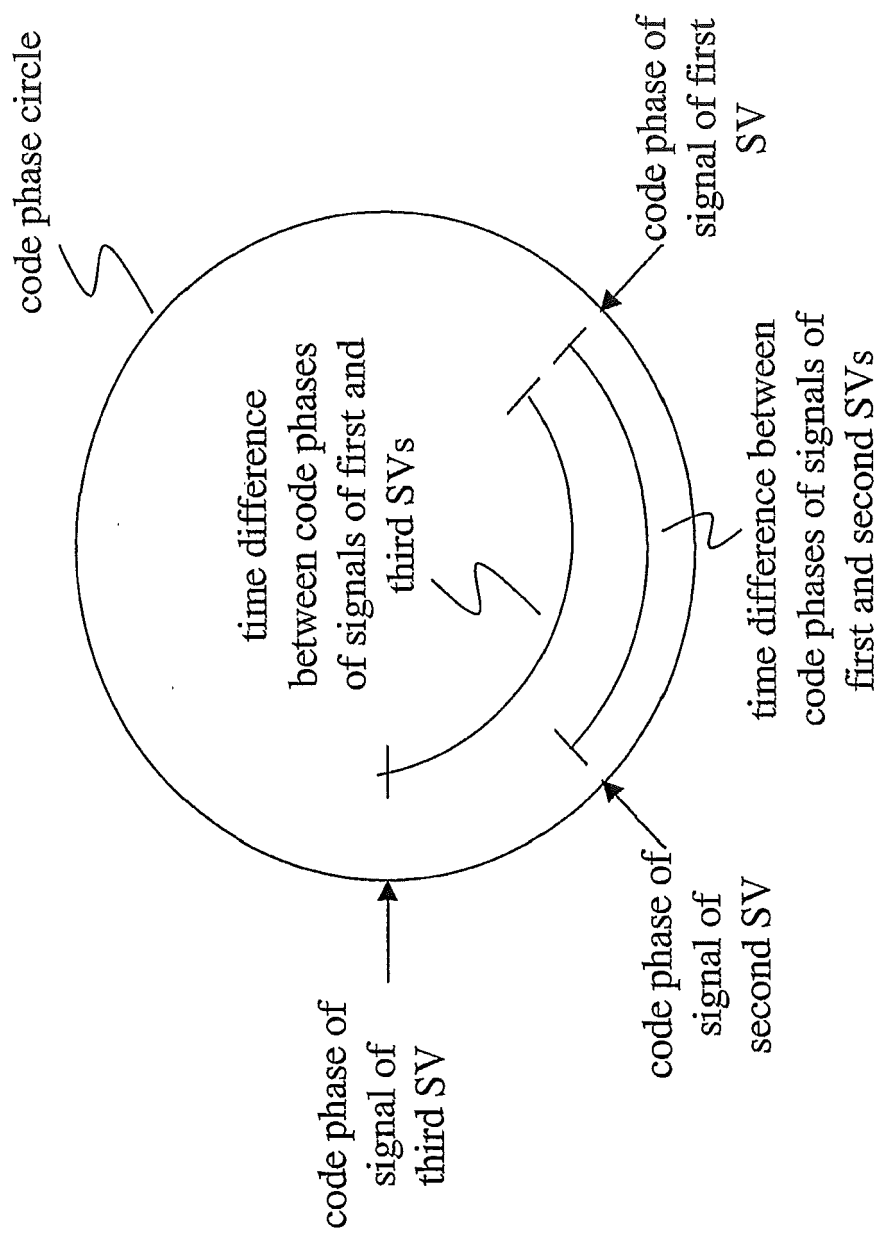 code phase circle
time difference
between code phases
of signals of first and
third SVs
code phase of
signal of
third SV
code phase of
signal of first
SV
code phase of
signal of
second SV
time difference between
code phases of signals of
first and second SVs